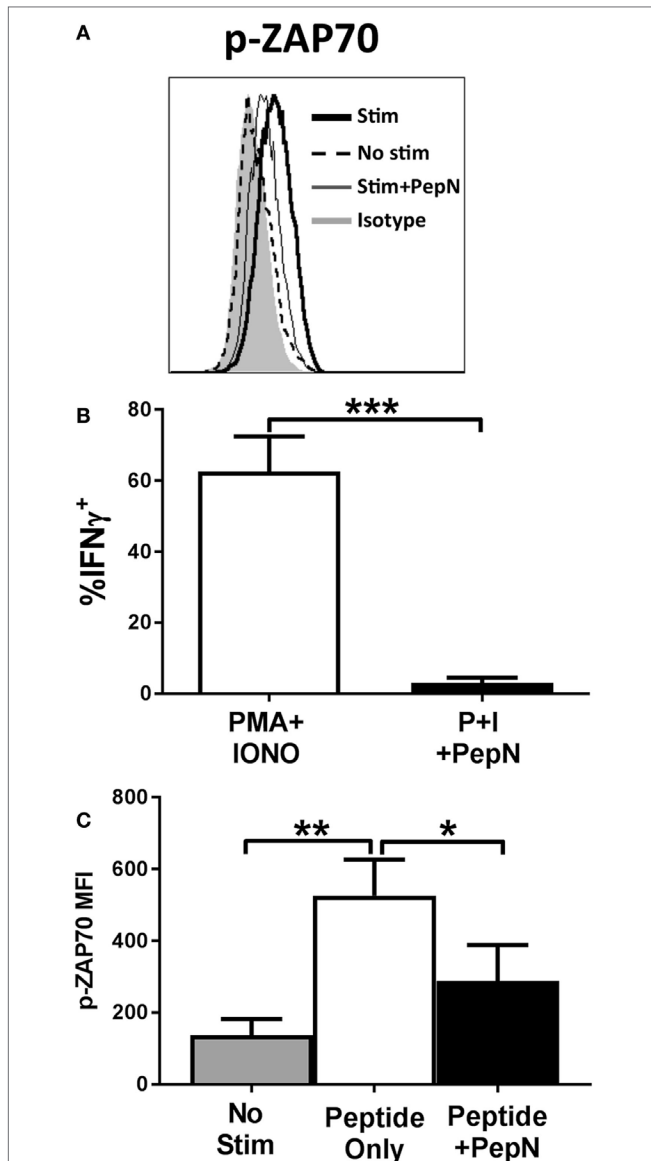 A
p-ZAP70
Stim
No stim
Stim+PepN
Isotype
B
80
60
40
20
0
%IFNγ+
***
PMA+
IONO
P+I
+PepN
C
800
600
400
200
0
p-ZAP70 MFI
**
*
No
Stim
Peptide
Only
Peptide
+PepN